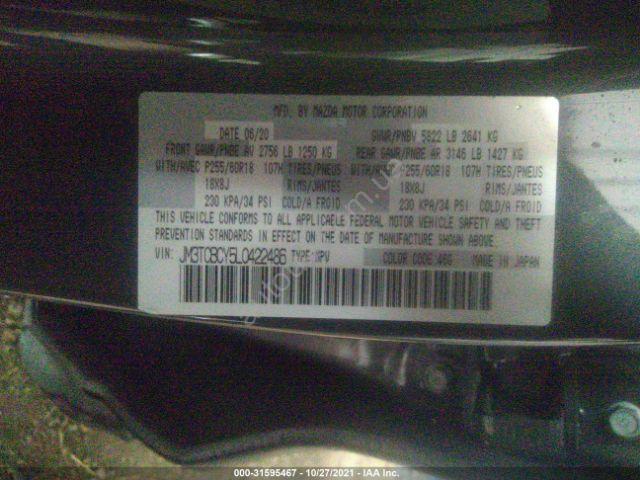 MFD. BY MAZDA MOTOR CORPORATION
DATE 06/20 GVWR/PNBV 5822 LB 2641 KG
FRONT GAWR/PNBE AV 2756 LB 1250 KG REAR GAWR/PNBE AR 3146 LB 1427 KG
WITH/AVEC P255/60R18 107H TIRES/PNEUS WITH/AVEC P255/60R18 107H TIRES/PNEUS
18X8J RIMS/JANTES 18X8J RIMS/JANTES
230 KPA/34 PSI COLD/A FROID 230 KPA/34 PSI COLD/A FROID
THIS VEHICLE CONFORMS TO ALL APPLICABLE FEDERAL MOTOR VEHICLE SAFETY AND THEFT
PREVENTION STANDARDS IN EFFECT ON THE DATE OF MANUFACTURE SHOWN ABOVE.
VIN: JM3TCBCY5L0422486 TYPE: MPV COLOR CODE: 46G MADE IN JAPAN
000-31595467 - 10/27/2021 - IAA Inc.